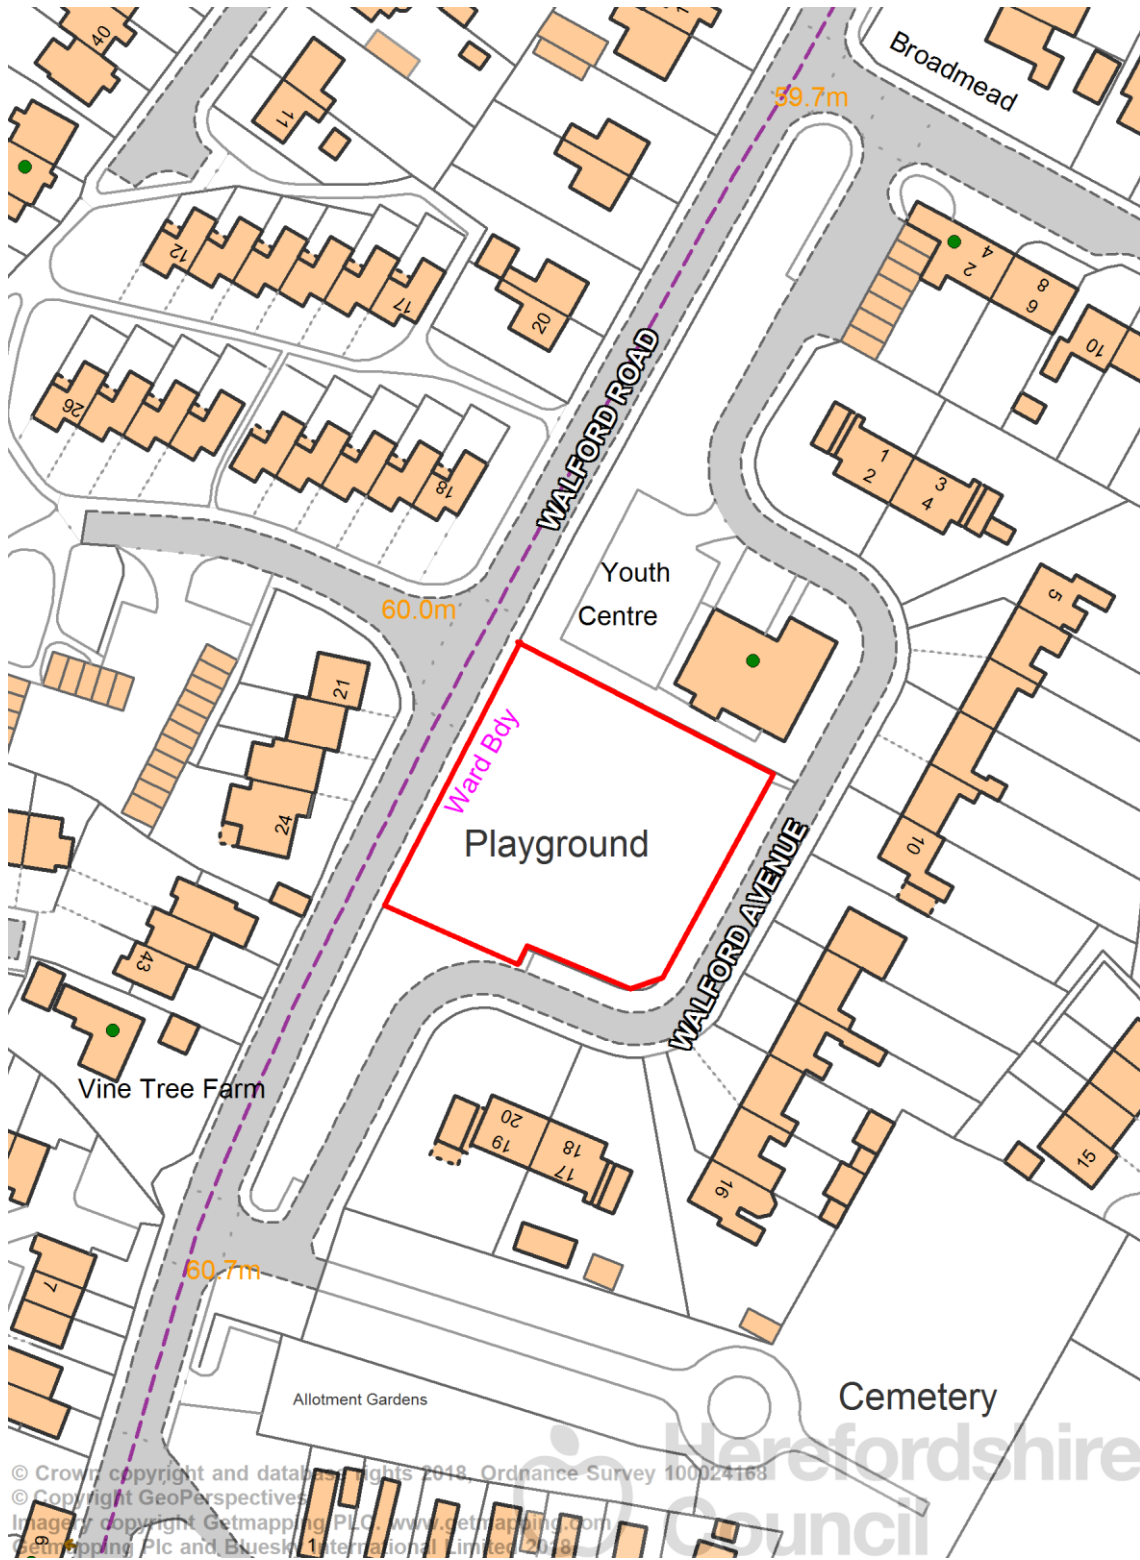 40
Broadmead
59.7m
11
12
17
20
4
2
8
6
10
WALFORD ROAD
26
18
1
2
3
4
Youth
Centre
60.0m
5
21
Ward Bdy
24
Playground
10
WALFORD AVENUE
43
Vine Tree Farm
20
19
18
17
16
15
60.7m
7
Allotment Gardens
Cemetery
Herefordshire
Council
© Crown copyright and database rights 2018, Ordnance Survey 100024168
© Copyright GeoPerspectives
Imagery copyright Getmapping PLC. www.getmapping.com
Getmapping Plc and Bluesky International Limited 2018
1